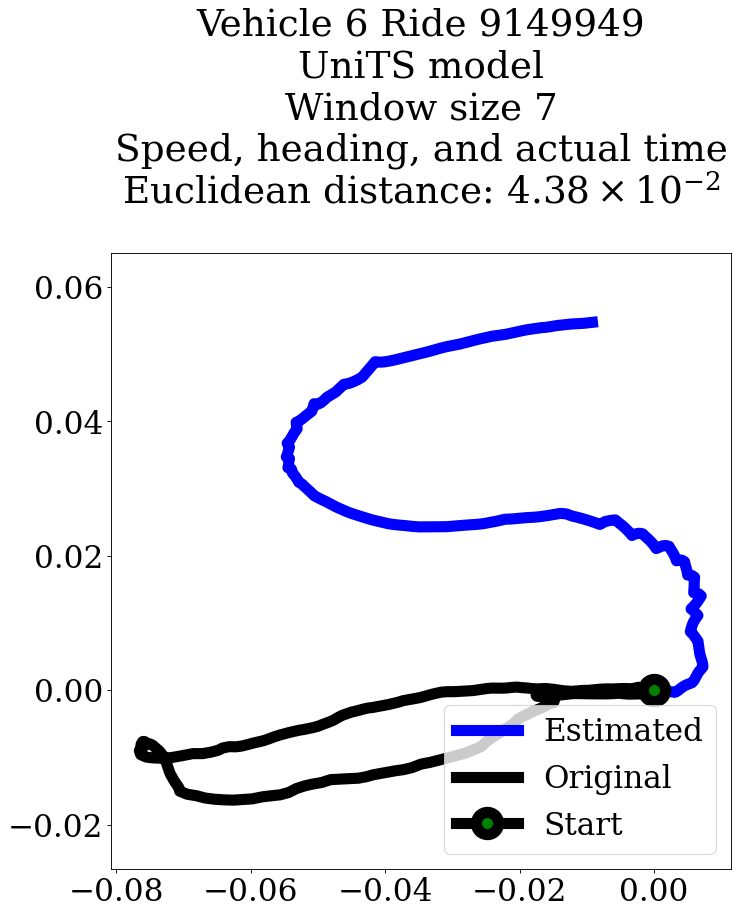 Vehicle 6 Ride 9149949
UniTS model
Window size 7
Speed, heading, and actual time
Euclidean distance: 4.38 × 10⁻²
0.06
0.04
0.02
0.00
−0.02
Estimated
Original
Start
−0.08 −0.06 −0.04 −0.02 0.00